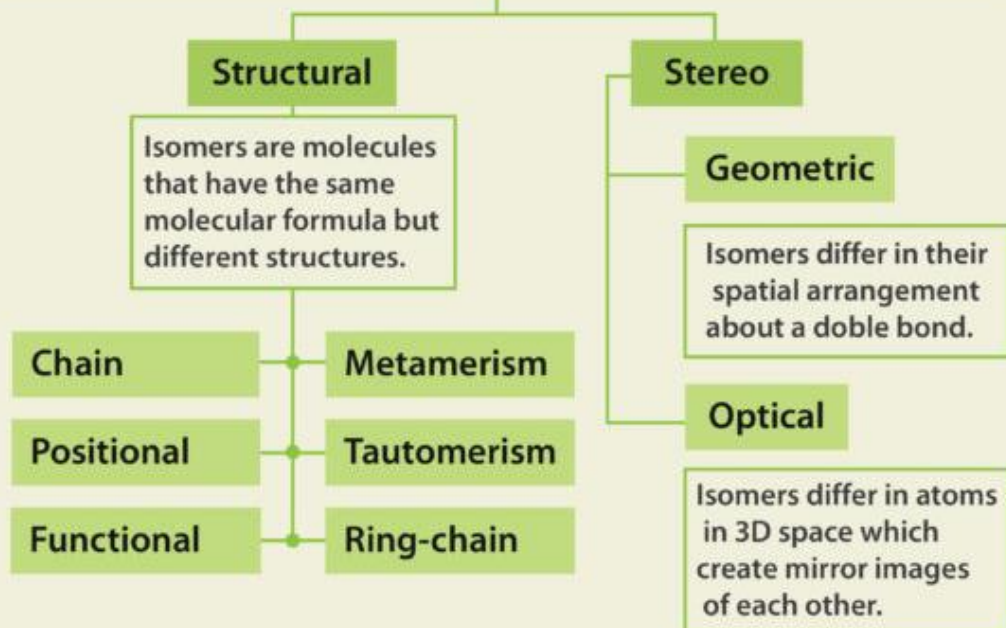 Structural
Isomers are molecules
that have the same
molecular formula but
different structures.
Chain
Metamerism
Positional
Tautomerism
Functional
Ring-chain
Stereo
Geometric
Isomers differ in their
spatial arrangement
about a doble bond.
Optical
Isomers differ in atoms
in 3D space which
create mirror images
of each other.